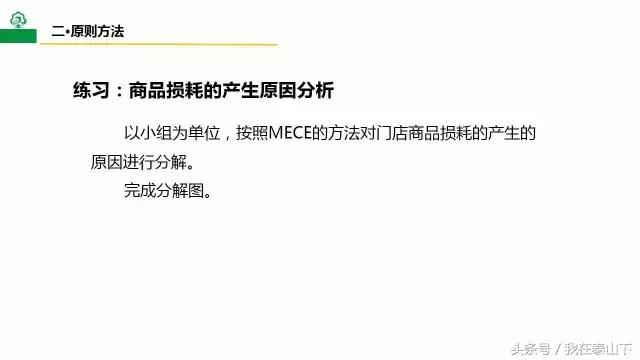 二·原则方法
练习：商品损耗的产生原因分析
以小组为单位，按照MECE的方法对门店商品损耗的产生的
原因进行分解。
完成分解图。
头条号/我在泰山下